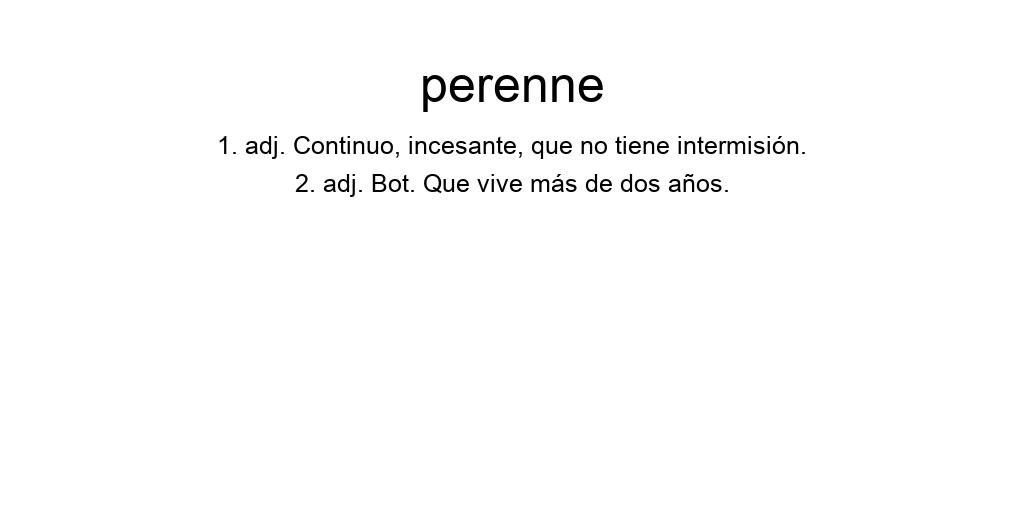 perenne
1. adj. Continuo, incesante, que no tiene intermisión.
2. adj. Bot. Que vive más de dos años.